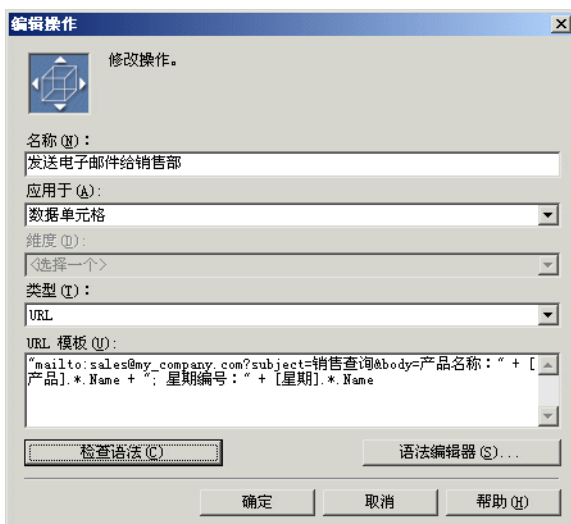 编辑操作
修改操作。
名称(N):
发送电子邮件给销售部
应用于(A):
数据单元格
维度(D):
<选择一个>
类型(T):
URL
URL 模板(U):
"mailto:sales@my_company.com?subject=销售查询&body=产品名称：" + [
产品].*.Name + "; 星期编号：" + [星期].*.Name
检查语法(C)
语法编辑器(S)...
确定
取消
帮助(H)